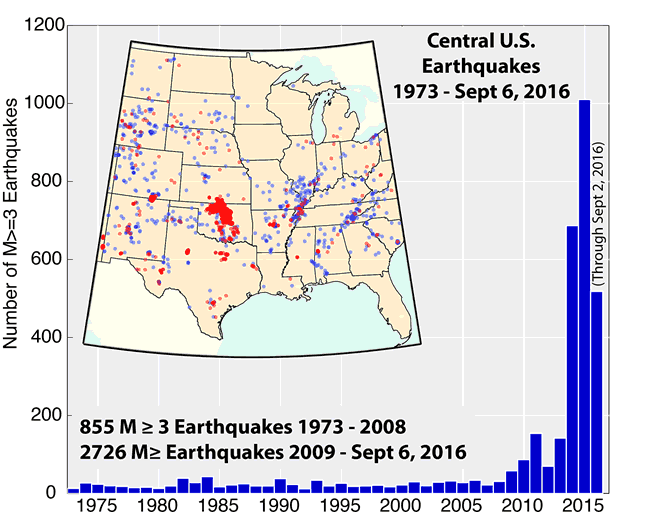 Central U.S.
Earthquakes
1973 - Sept 6, 2016
Number of M>=3 Earthquakes
1200
1000
800
600
400
200
0
(Through Sept 2, 2016)
855 M ≥ 3 Earthquakes 1973 - 2008
2726 M≥ Earthquakes 2009 - Sept 6, 2016
1975 1980 1985 1990 1995 2000 2005 2010 2015